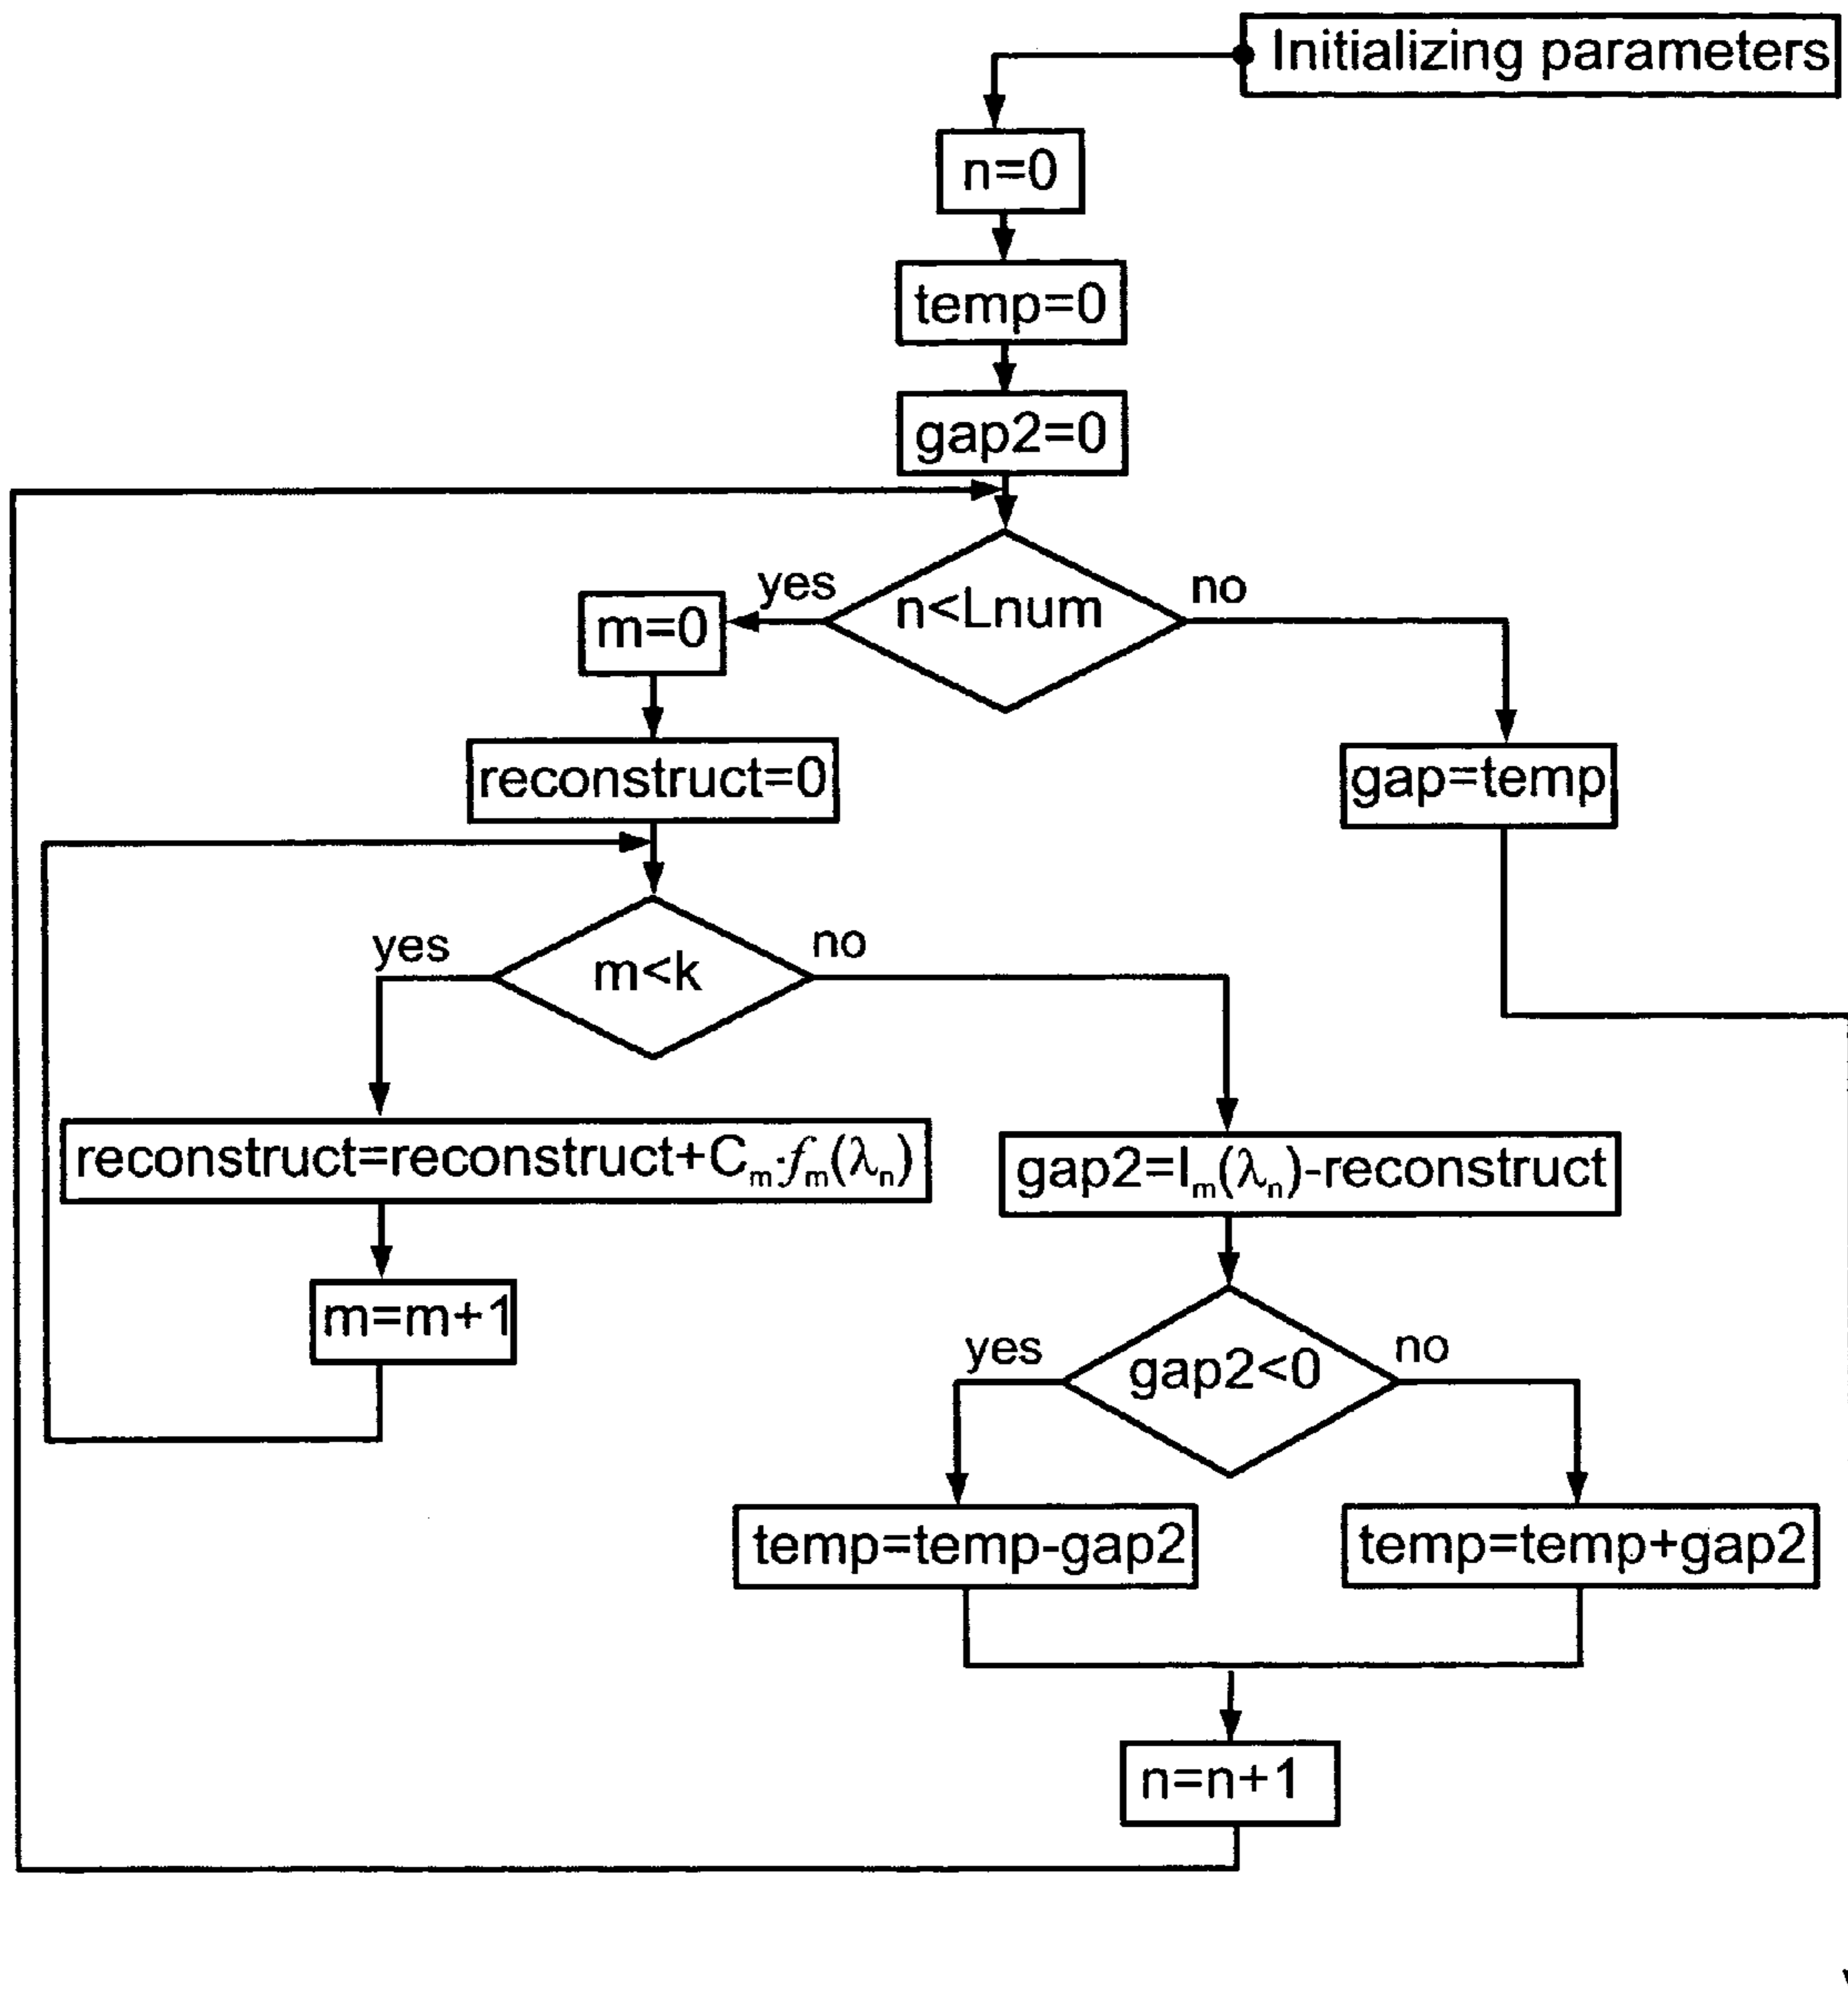 Initializing parameters
n=0
temp=0
gap2=0
n<Lnum
yes
no
m=0
reconstruct=0
gap=temp
m<k
yes
no
reconstruct=reconstruct+Cₘ·fₘ(λₙ)
gap2=Iₘ(λₙ)-reconstruct
m=m+1
gap2<0
yes
no
temp=temp-gap2
temp=temp+gap2
n=n+1